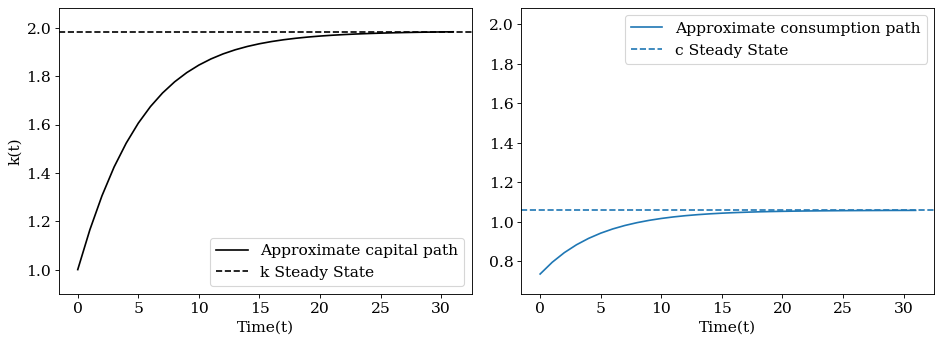 2.0
1.8
1.6
1.4
1.2
1.0
k(t)
Approximate capital path
k Steady State
0 5 10 15 20 25 30
Time(t)
2.0
1.8
1.6
1.4
1.2
1.0
0.8
Approximate consumption path
c Steady State
0 5 10 15 20 25 30
Time(t)